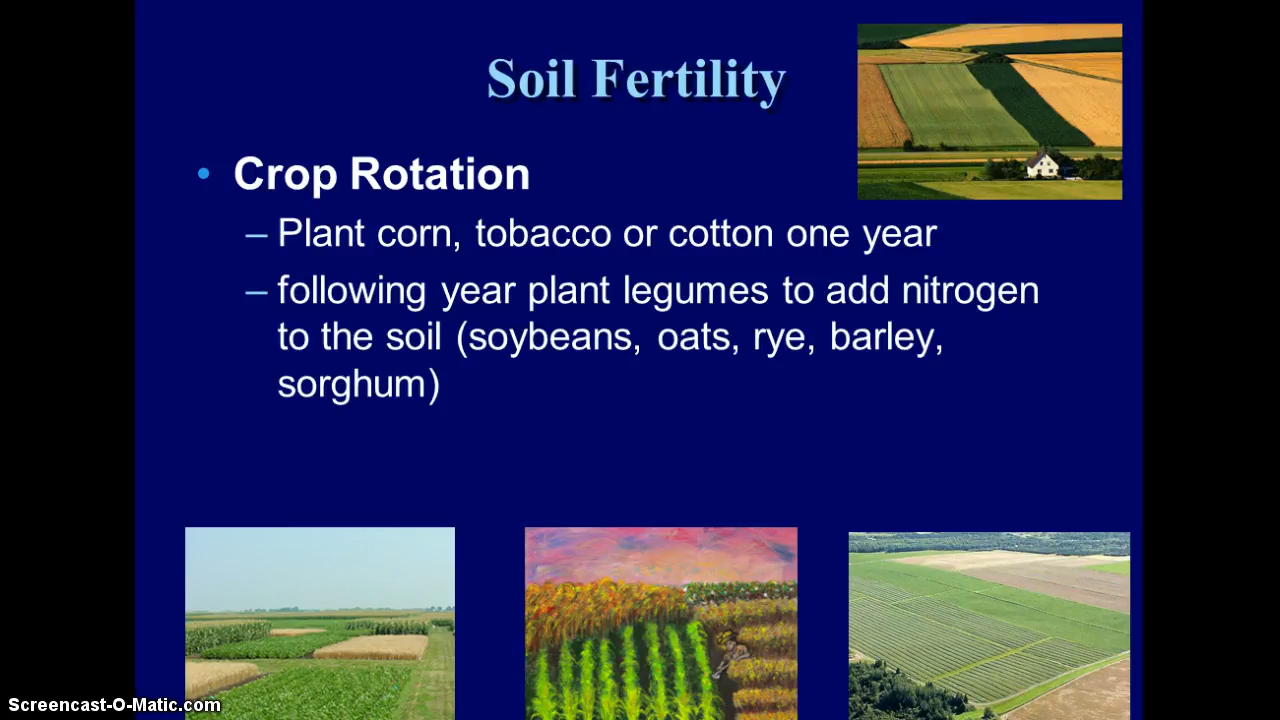 Soil Fertility
• Crop Rotation
– Plant corn, tobacco or cotton one year
– following year plant legumes to add nitrogen
to the soil (soybeans, oats, rye, barley,
sorghum)
Screencast-O-Matic.com